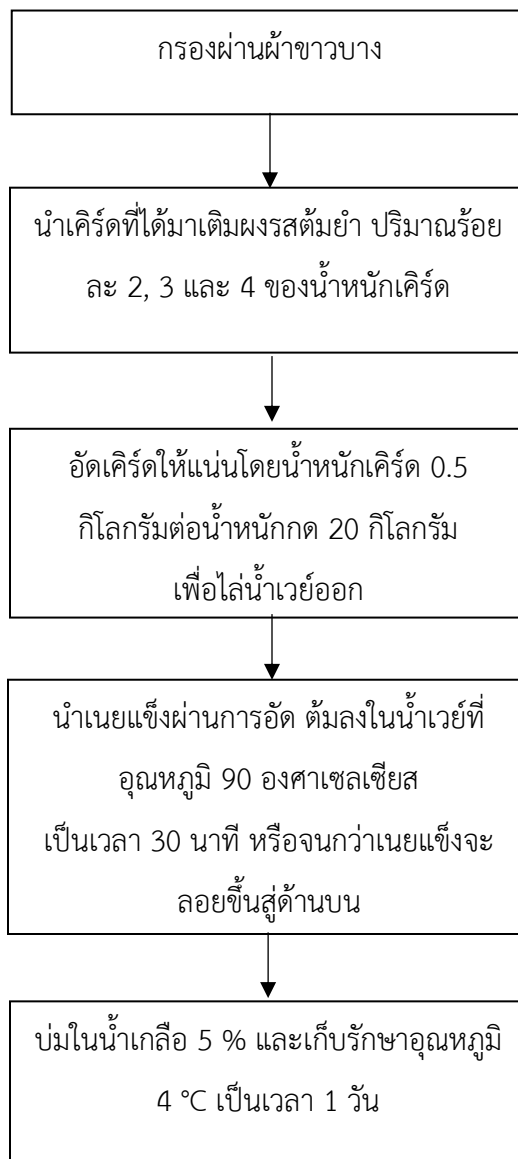 กรองผ่านผ้าขาวบาง
นำเคิร์ดที่ได้มาเติมผงรสต้มยำ ปริมาณร้อย
ละ 2, 3 และ 4 ของน้ำหนักเคิร์ด
อัดเคิร์ดให้แน่นโดยน้ำหนักเคิร์ด 0.5
กิโลกรัมต่อน้ำหนักกด 20 กิโลกรัม
เพื่อไล่น้ำเวย์ออก
นำเนยแข็งผ่านการอัด ต้มลงในน้ำเวย์ที่
อุณหภูมิ 90 องศาเซลเซียส
เป็นเวลา 30 นาที หรือจนกว่าเนยแข็งจะ
ลอยขึ้นสู่ด้านบน
บ่มในน้ำเกลือ 5 % และเก็บรักษาอุณหภูมิ
4 °C เป็นเวลา 1 วัน